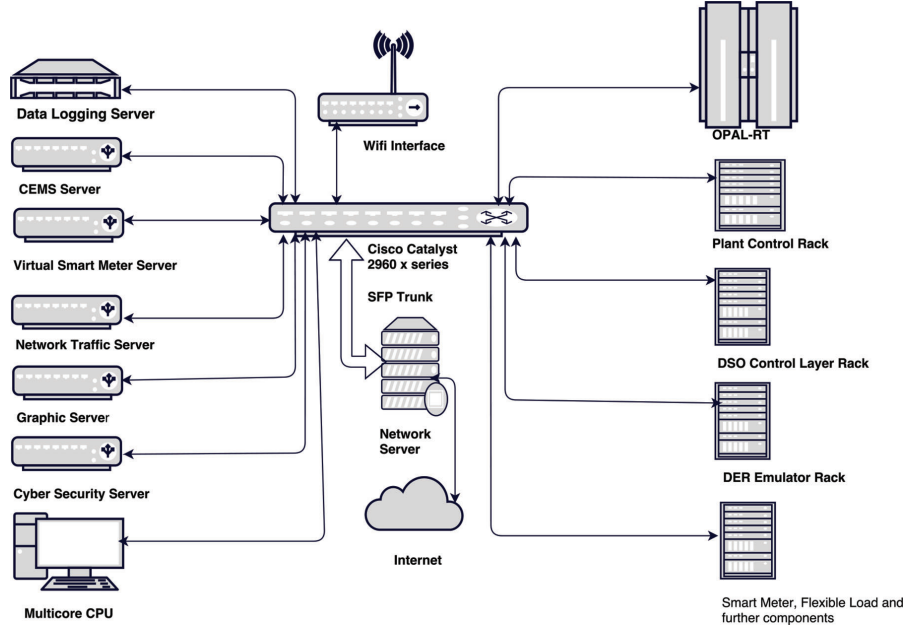 Data Logging Server
CEMS Server
Virtual Smart Meter Server
Network Traffic Server
Graphic Server
Cyber Security Server
Multicore CPU
Wifi Interface
Cisco Catalyst
2960 x series
SFP Trunk
Network
Server
Internet
OPAL-RT
Plant Control Rack
DSO Control Layer Rack
DER Emulator Rack
Smart Meter, Flexible Load and
further components